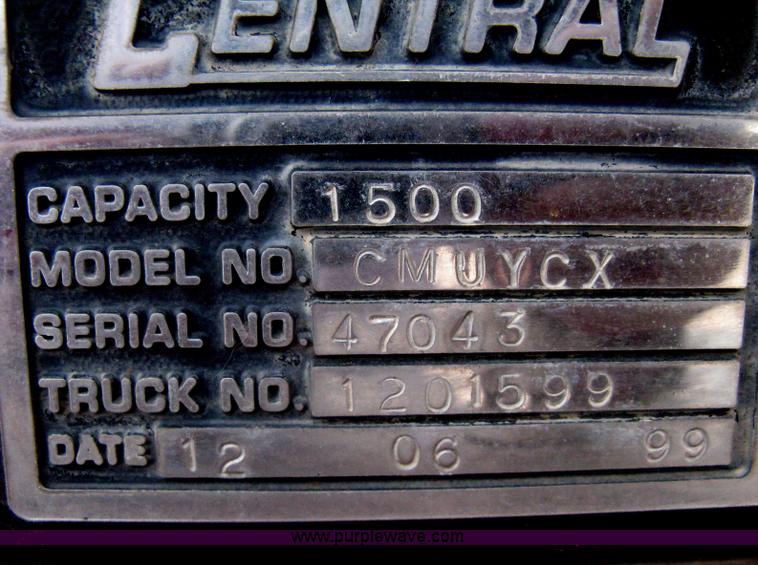 CENTRAL
CAPACITY 1500
MODEL NO. CMUYCX
SERIAL NO. 47043
TRUCK NO. 1201599
DATE 12 06 99
www.purplewave.com